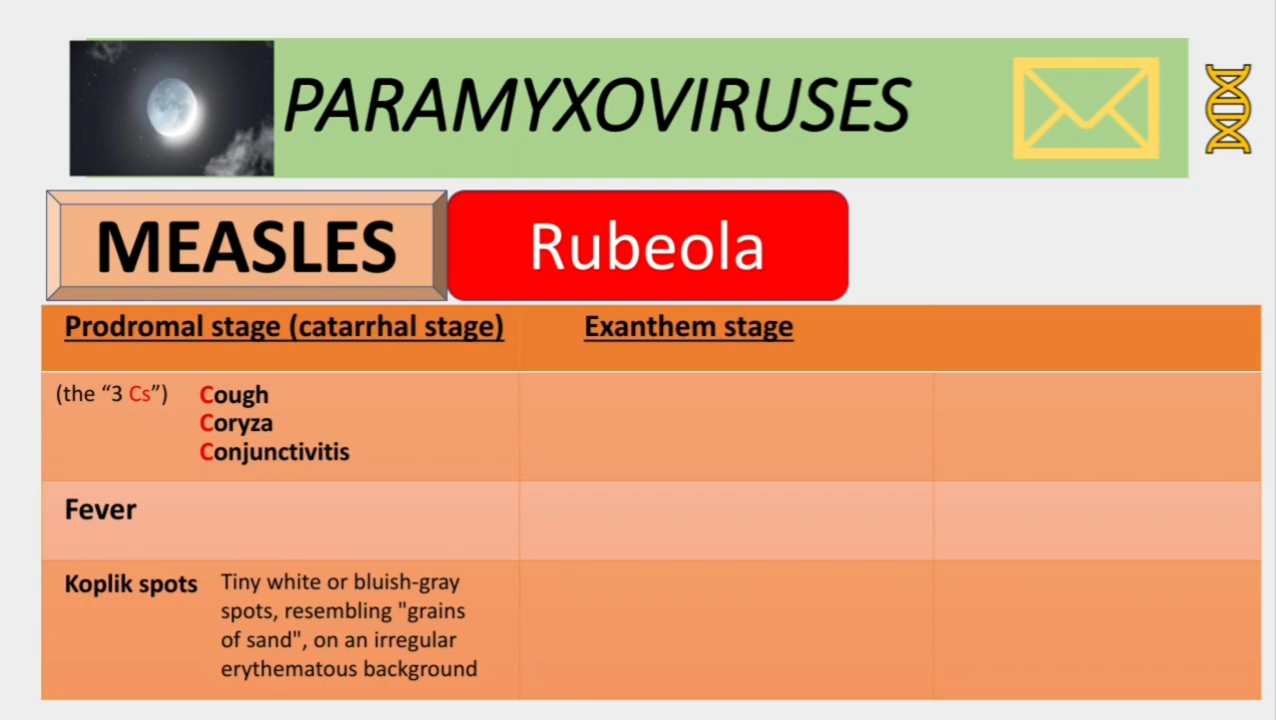 PARAMYXOVIRUSES
MEASLES
Rubeola
Prodromal stage (catarrhal stage)
Exanthem stage
(the “3 Cs”)
Cough
Coryza
Conjunctivitis
Fever
Koplik spots
Tiny white or bluish-gray
spots, resembling "grains
of sand", on an irregular
erythematous background